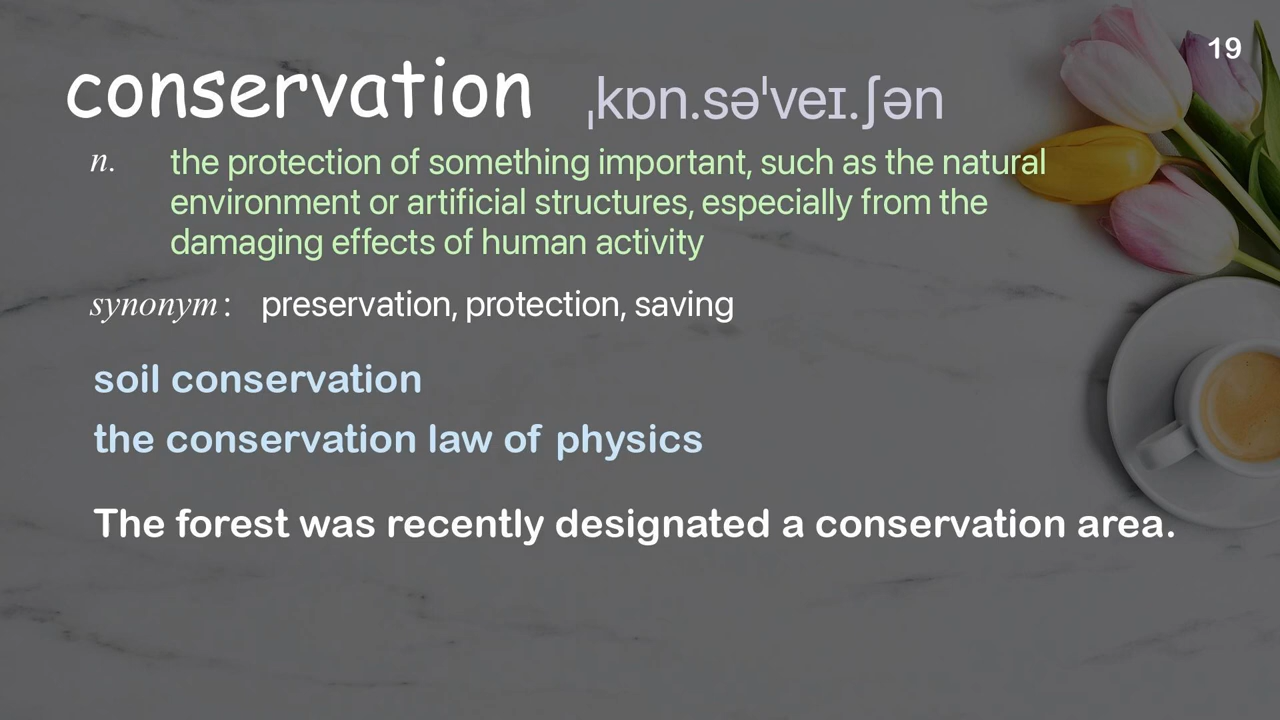 19
conservation ˌkɒn.səˈveɪ.ʃən
n. the protection of something important, such as the natural
environment or artificial structures, especially from the
damaging effects of human activity
synonym: preservation, protection, saving
soil conservation
the conservation law of physics
The forest was recently designated a conservation area.